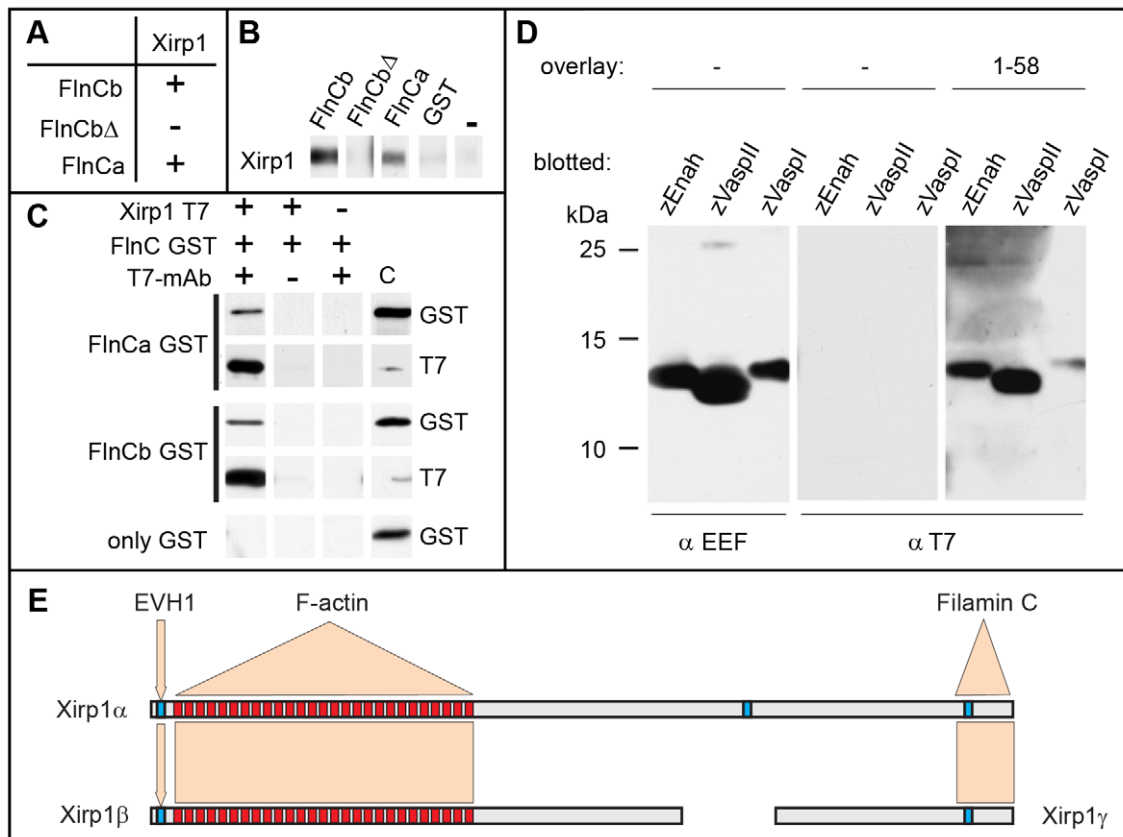 A
Xirp1
FlnCb +
FlnCbΔ -
FlnCa +
B
FlnCb FlnCbΔ FlnCa GST -
Xirp1
C
Xirp1 T7 + + -
FlnC GST + + +
T7-mAb + - + C
FlnCa GST
GST
T7
FlnCb GST
GST
T7
only GST GST
D
overlay: - - 1-58
blotted: zEnah zVaspII zVaspI zEnah zVaspII zVaspI zEnah zVaspII zVaspI
kDa
25
15
10
α EEF α T7
E
EVH1 F-actin Filamin C
Xirp1α
Xirp1β Xirp1γ